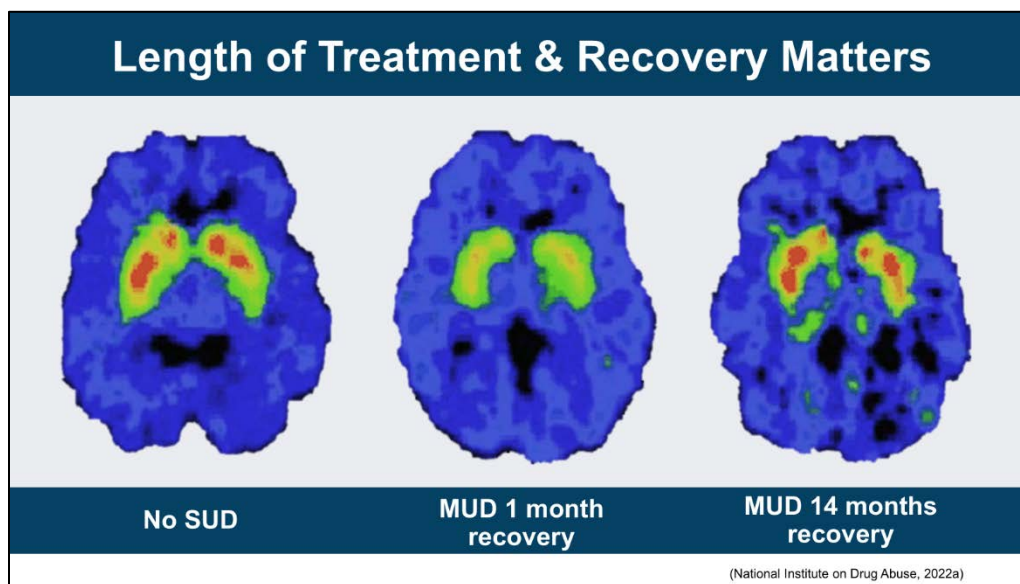 Length of Treatment & Recovery Matters
No SUD
MUD 1 month
recovery
MUD 14 months
recovery
(National Institute on Drug Abuse, 2022a)